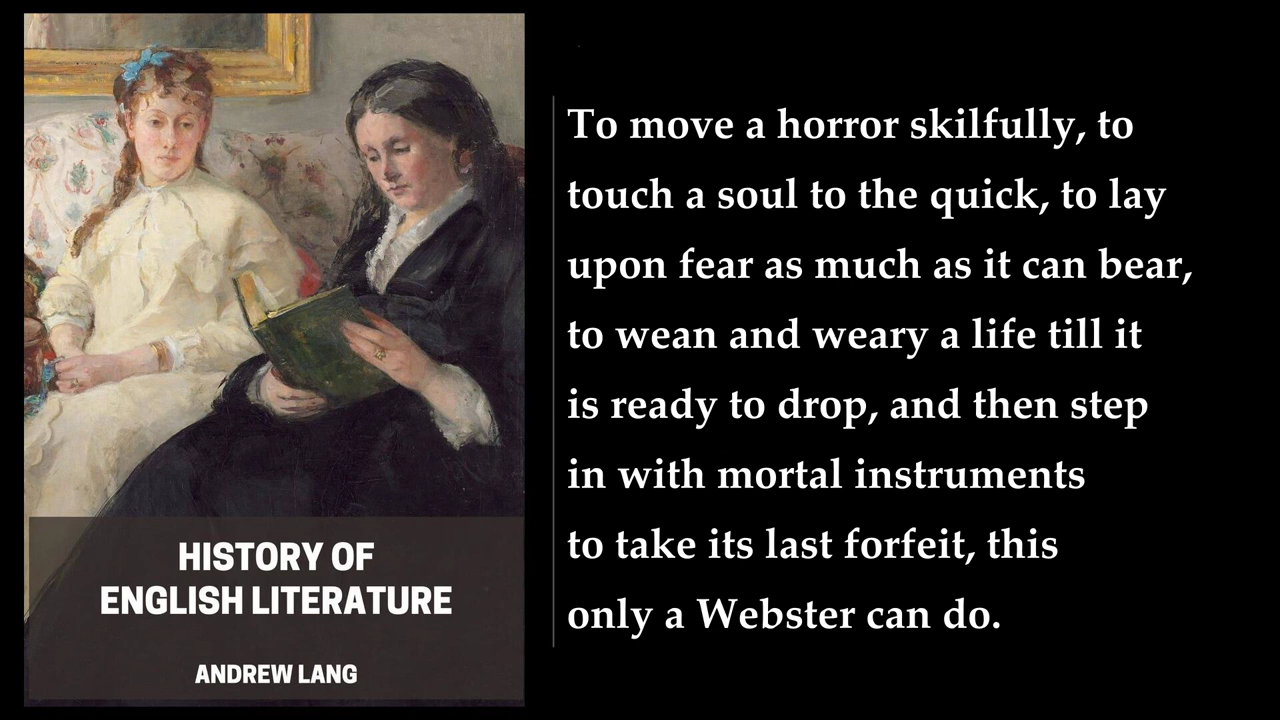 HISTORY OF
ENGLISH LITERATURE
ANDREW LANG
To move a horror skilfully, to
touch a soul to the quick, to lay
upon fear as much as it can bear,
to wean and weary a life till it
is ready to drop, and then step
in with mortal instruments
to take its last forfeit, this
only a Webster can do.